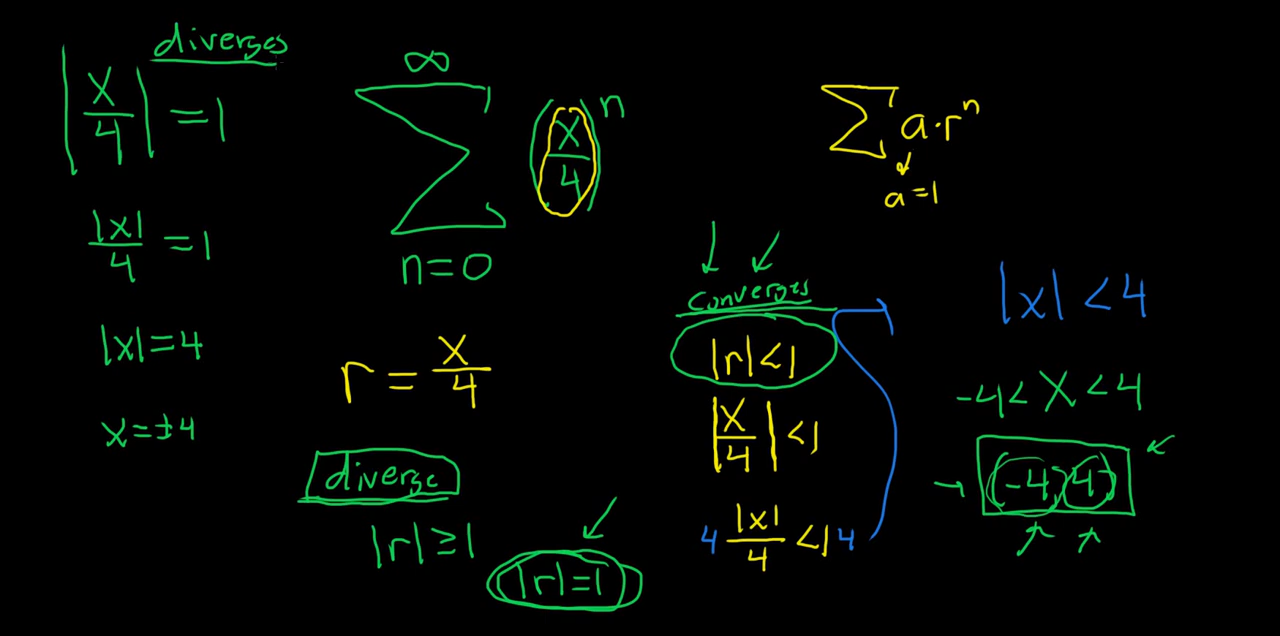 diverges
|x/4| = 1
|x|/4 = 1
|x| = 4
x = ±4
∞
∑ (x/4)^n
n=0
r = x/4
diverge
|r| ≥ 1
|r| = 1
∑ a·r^n
a = 1
Converges
|r| < 1
|x/4| < 1
4 |x|/4 < 1 4
|x| < 4
-4 < x < 4
(-4, 4)